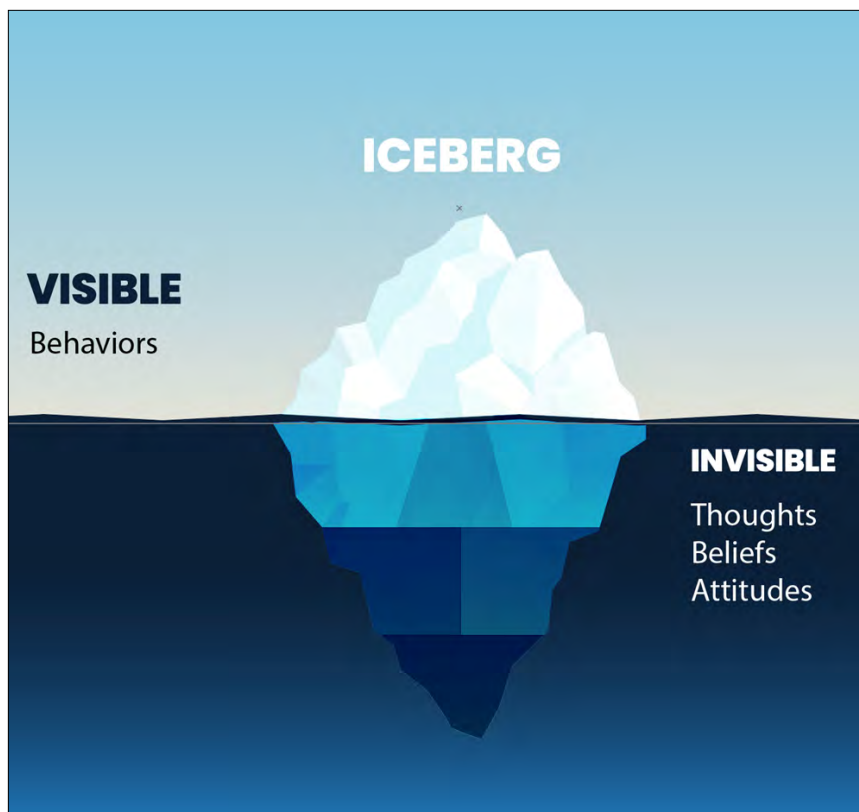 ICEBERG
VISIBLE
Behaviors
INVISIBLE
Thoughts
Beliefs
Attitudes